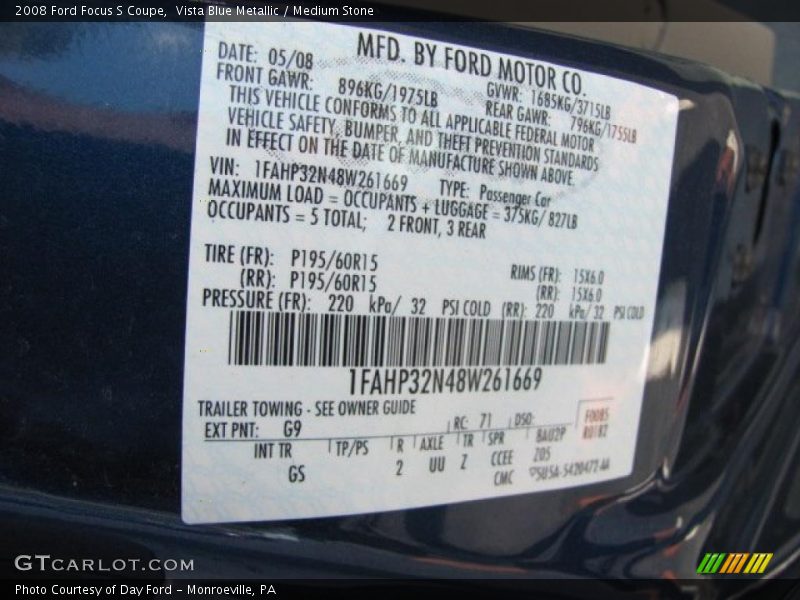 2008 Ford Focus S Coupe, Vista Blue Metallic / Medium Stone
MFD. BY FORD MOTOR CO.
DATE: 05/08
GVWR: 1685KG/3715LB
FRONT GAWR: 896KG/1975LB
REAR GAWR: 796KG/1755LB
THIS VEHICLE CONFORMS TO ALL APPLICABLE FEDERAL MOTOR
VEHICLE SAFETY, BUMPER, AND THEFT PREVENTION STANDARDS
IN EFFECT ON THE DATE OF MANUFACTURE SHOWN ABOVE.
VIN: 1FAHP32N48W261669 TYPE: Passenger Car
MAXIMUM LOAD = OCCUPANTS + LUGGAGE = 375KG/827LB
OCCUPANTS = 5 TOTAL; 2 FRONT, 3 REAR
TIRE (FR): P195/60R15 RIMS (FR): 15X6.0
(RR): P195/60R15 (RR): 15X6.0
PRESSURE (FR): 220 kPa/ 32 PSI COLD (RR): 220 kPa/ 32 PSI COLD
1FAHP32N48W261669
TRAILER TOWING - SEE OWNER GUIDE
EXT PNT: G9 RC: 71 DSO:
F0085
R0182
INT TR TP/PS R AXLE TR SPR BAU2P
GS 2 UU Z CCEE 205
CMC
GTCARLOT.COM
Photo Courtesy of Day Ford – Monroeville, PA